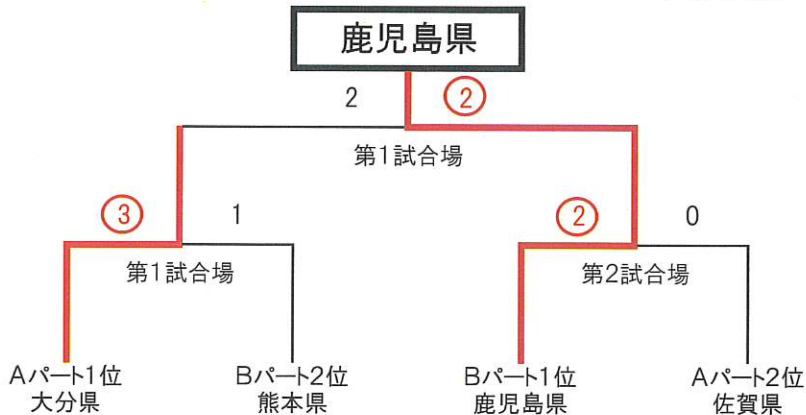 鹿児島県
2
②
第1試合場
③
1
②
0
第1試合場
第2試合場
Aパート1位
大分県
Bパート2位
熊本県
Bパート1位
鹿児島県
Aパート2位
佐賀県